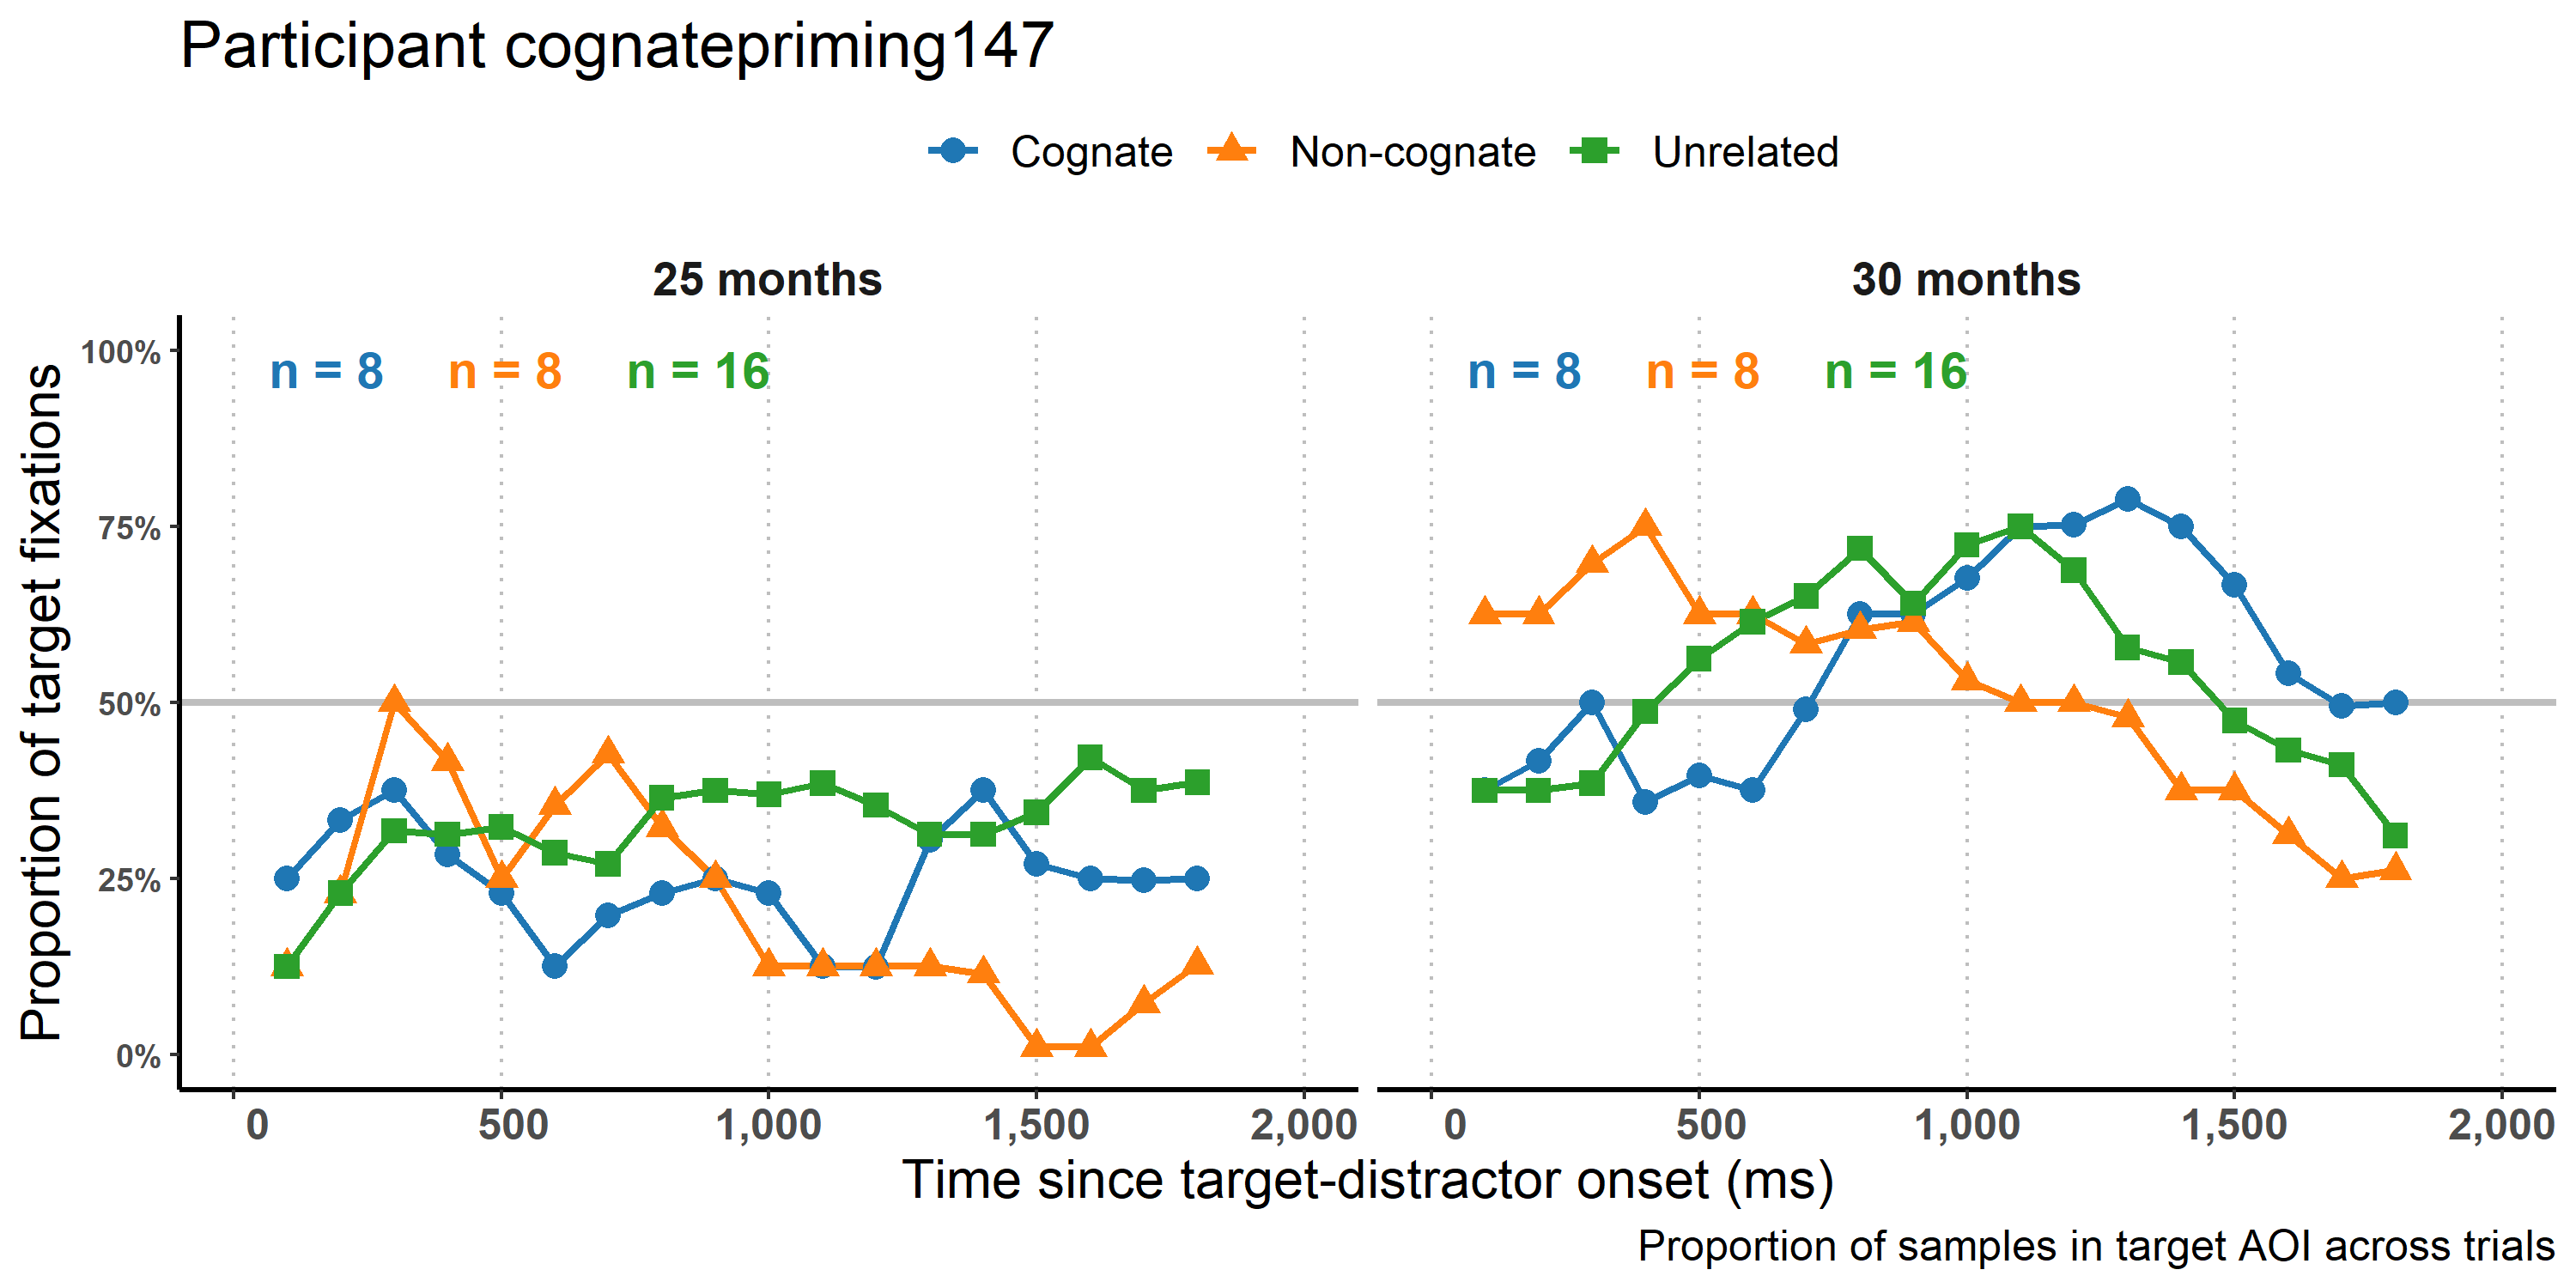 Participant cognatepriming147
Cognate Non-cognate Unrelated
25 months 30 months
n = 8 n = 8 n = 16 n = 8 n = 8 n = 16
Proportion of target fixations
100%
75%
50%
25%
0%
0 500 1,000 1,500 2,000 0 500 1,000 1,500 2,000
Time since target-distractor onset (ms)
Proportion of samples in target AOI across trials